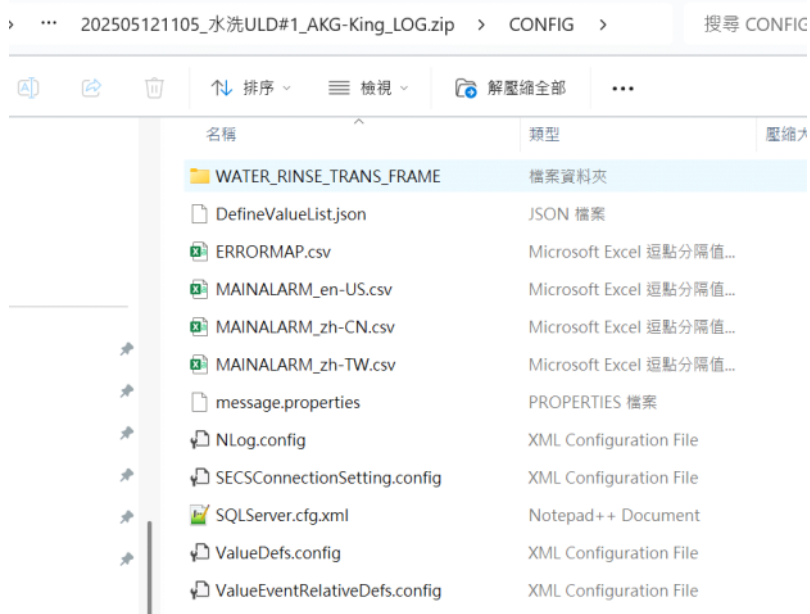 202505121105_水洗ULD#1_AKG-King_LOG.zip > CONFIG >
搜尋 CONFIG
排序 檢視 解壓縮全部
名稱 類型
WATER_RINSE_TRANS_FRAME 檔案資料夾
DefineValueList.json JSON 檔案
ERRORMAP.csv Microsoft Excel 逗點分隔值...
MAINALARM_en-US.csv Microsoft Excel 逗點分隔值...
MAINALARM_zh-CN.csv Microsoft Excel 逗點分隔值...
MAINALARM_zh-TW.csv Microsoft Excel 逗點分隔值...
message.properties PROPERTIES 檔案
NLog.config XML Configuration File
SECSConnectionSetting.config XML Configuration File
SQLServer.cfg.xml Notepad++ Document
ValueDefs.config XML Configuration File
ValueEventRelativeDefs.config XML Configuration File